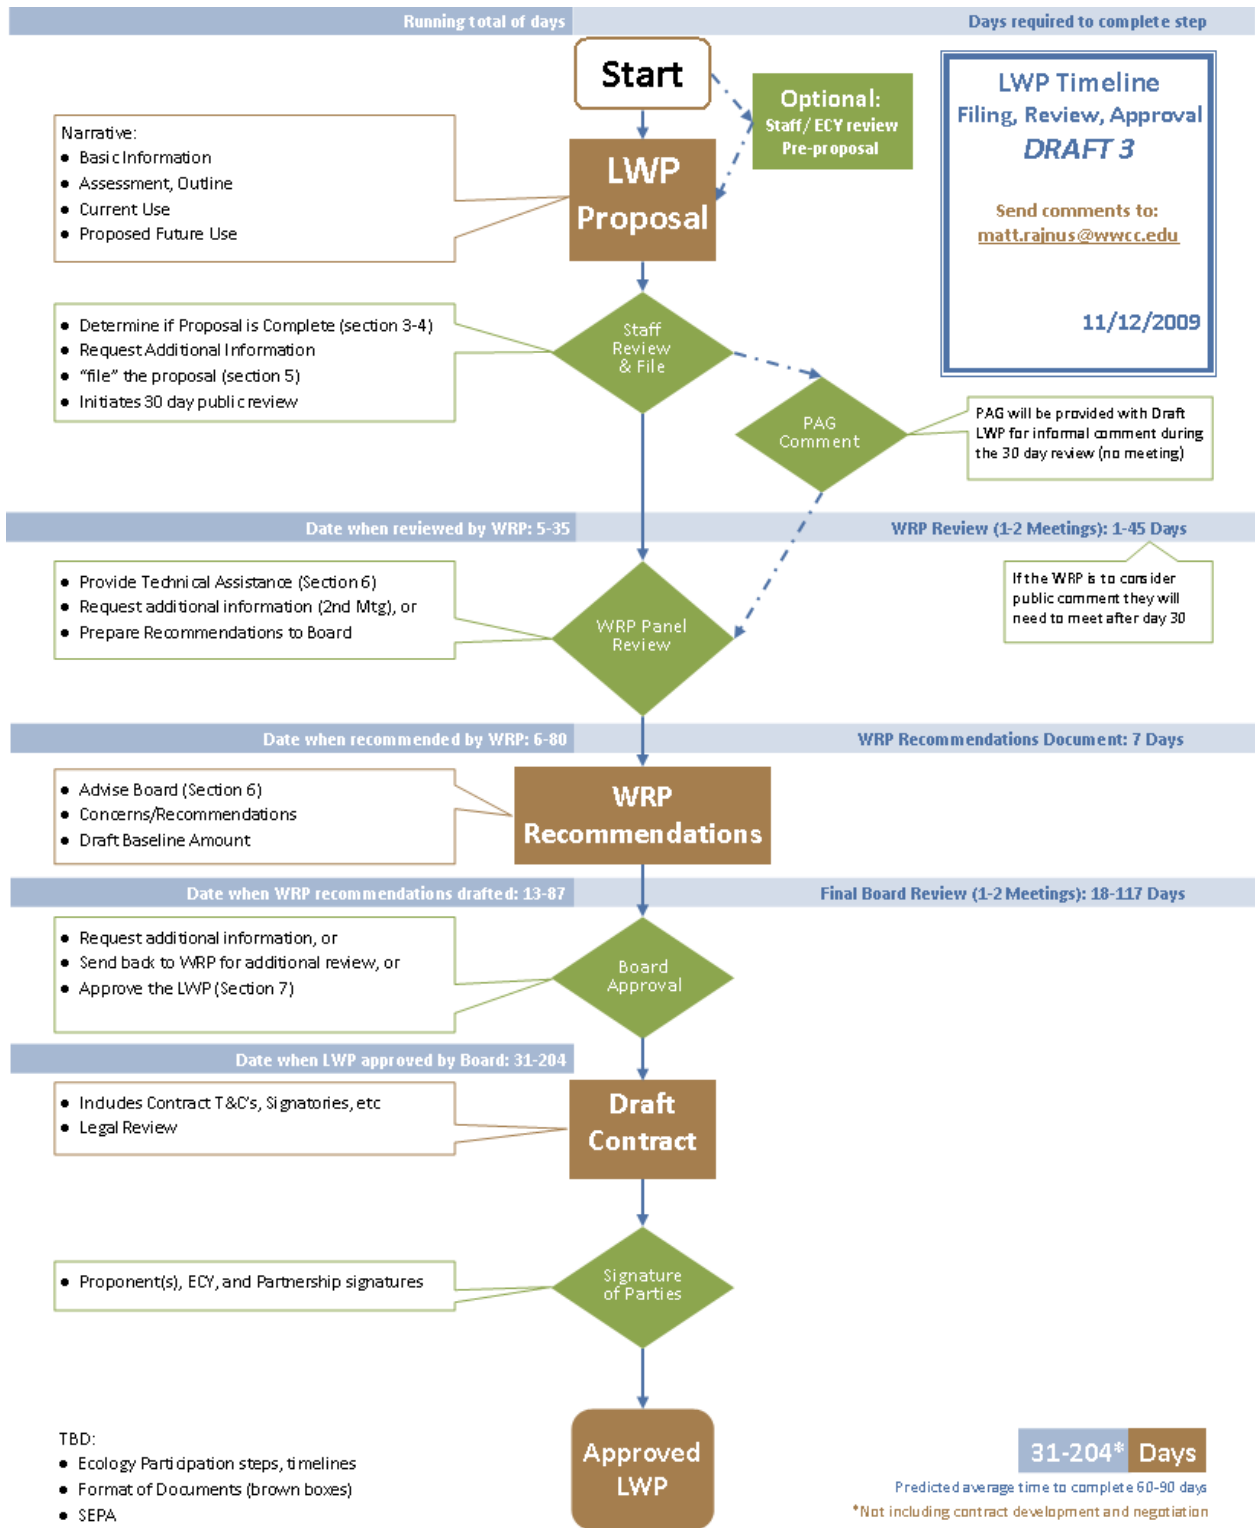 Running total of days
Days required to complete step
Start
Optional:
Staff/ ECY review
Pre-proposal
LWP Timeline
Filing, Review, Approval
DRAFT 3
Send comments to:
matt.rajnus@wwcc.edu
11/12/2009
Narrative:
● Basic Information
● Assessment, Outline
● Current Use
● Proposed Future Use
LWP
Proposal
● Determine if Proposal is Complete (section 3-4)
● Request Additional Information
● “file” the proposal (section 5)
● Initiates 30 day public review
Staff
Review
& File
PAG
Comment
PAG will be provided with Draft
LWP for informal comment during
the 30 day review (no meeting)
Date when reviewed by WRP: 5-35
WRP Review (1-2 Meetings): 1-45 Days
● Provide Technical Assistance (Section 6)
● Request additional information (2nd Mtg), or
● Prepare Recommendations to Board
WRP Panel
Review
If the WRP is to consider
public comment they will
need to meet after day 30
Date when recommended by WRP: 6-80
WRP Recommendations Document: 7 Days
● Advise Board (Section 6)
● Concerns/Recommendations
● Draft Baseline Amount
WRP
Recommendations
Date when WRP recommendations drafted: 13-87
Final Board Review (1-2 Meetings): 18-117 Days
● Request additional information, or
● Send back to WRP for additional review, or
● Approve the LWP (Section 7)
Board
Approval
Date when LWP approved by Board: 31-204
● Includes Contract T&C's, Signatories, etc
● Legal Review
Draft
Contract
● Proponent(s), ECY, and Partnership signatures
Signature
of Parties
TBD:
● Ecology Participation steps, timelines
● Format of Documents (brown boxes)
● SEPA
Approved
LWP
31-204* Days
Predicted average time to complete 60-90 days
*Not including contract development and negotiation